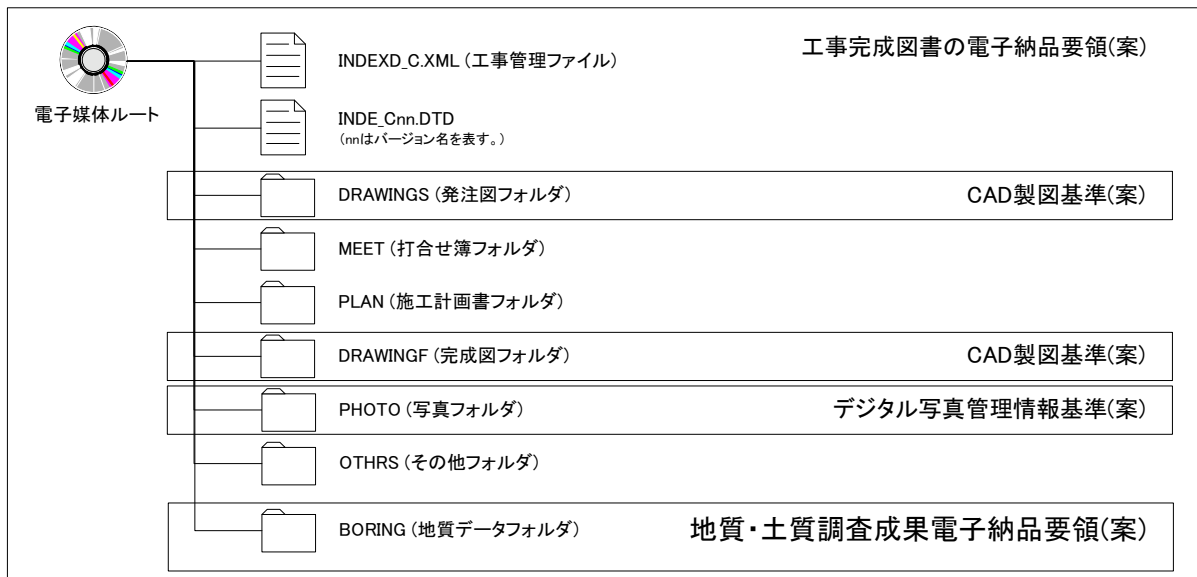 工事完成図書の電子納品要領(案)
INDEXD_C.XML (工事管理ファイル)
電子媒体ルート
INDE_Cnn.DTD
(nnはバージョン名を表す。)
DRAWINGS (発注図フォルダ) CAD製図基準(案)
MEET (打合せ簿フォルダ)
PLAN (施工計画書フォルダ)
DRAWINGF (完成図フォルダ) CAD製図基準(案)
PHOTO (写真フォルダ) デジタル写真管理情報基準(案)
OTHRS (その他フォルダ)
BORING (地質データフォルダ) 地質・土質調査成果電子納品要領(案)